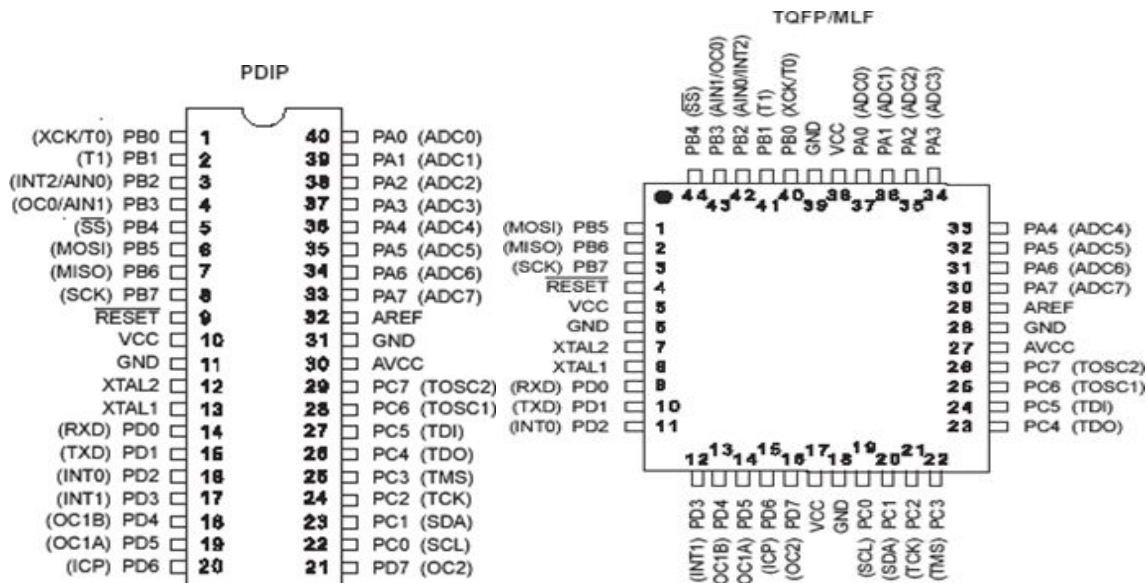 TQFP/MLF
PDIP
(XCK/T0) PB0 1 40 PA0 (ADC0)
(T1) PB1 2 39 PA1 (ADC1)
(INT2/AIN0) PB2 3 38 PA2 (ADC2)
(OC0/AIN1) PB3 4 37 PA3 (ADC3)
(SS) PB4 5 36 PA4 (ADC4)
(MOSI) PB5 6 35 PA5 (ADC5)
(MISO) PB6 7 34 PA6 (ADC6)
(SCK) PB7 8 33 PA7 (ADC7)
RESET 9 32 AREF
VCC 10 31 GND
GND 11 30 AVCC
XTAL2 12 29 PC7 (TOSC2)
XTAL1 13 28 PC6 (TOSC1)
(RXD) PD0 14 27 PC5 (TDI)
(TXD) PD1 15 26 PC4 (TDO)
(INT0) PD2 16 25 PC3 (TMS)
(INT1) PD3 17 24 PC2 (TCK)
(OC1B) PD4 18 23 PC1 (SDA)
(OC1A) PD5 19 22 PC0 (SCL)
(ICP) PD6 20 21 PD7 (OC2)
PB4 (SS)
PB3 (AIN1/OC0)
PB2 (AIN0/INT2)
PB1 (T1)
PB0 (XCK/T0)
GND
VCC
PA0 (ADC0)
PA1 (ADC1)
PA2 (ADC2)
PA3 (ADC3)
44 43 42 41 40 39 38 37 36 35 34
(MOSI) PB5 1 33 PA4 (ADC4)
(MISO) PB6 2 32 PA5 (ADC5)
(SCK) PB7 3 31 PA6 (ADC6)
RESET 4 30 PA7 (ADC7)
VCC 5 29 AREF
GND 6 28 GND
XTAL2 7 27 AVCC
XTAL1 8 26 PC7 (TOSC2)
(RXD) PD0 9 25 PC6 (TOSC1)
(TXD) PD1 10 24 PC5 (TDI)
(INT0) PD2 11 23 PC4 (TDO)
12 13 14 15 16 17 18 19 20 21 22
(INT1) PD3
OC1B) PD4
OC1A) PD5
(ICP) PD6
(OC2) PD7
VCC
GND
(SCL) PC0
(SDA) PC1
(TCK) PC2
(TMS) PC3